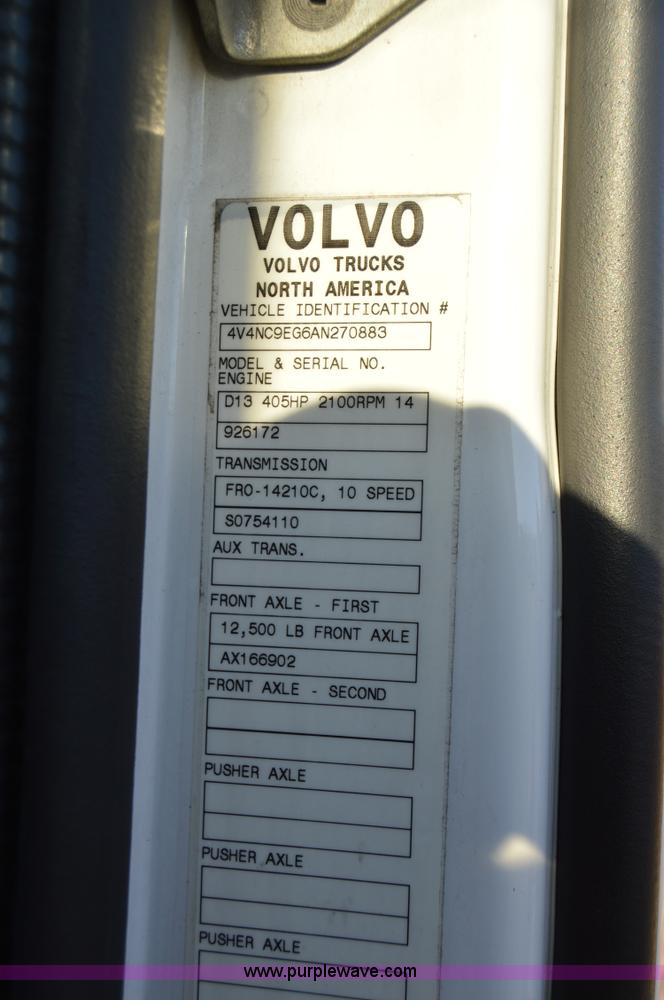 VOLVO
VOLVO TRUCKS
NORTH AMERICA
VEHICLE IDENTIFICATION #
4V4NC9EG6AN270883
MODEL & SERIAL NO.
ENGINE
D13 405HP 2100RPM 14
926172
TRANSMISSION
FRO-14210C, 10 SPEED
S0754110
AUX TRANS.
FRONT AXLE - FIRST
12,500 LB FRONT AXLE
AX166902
FRONT AXLE - SECOND
PUSHER AXLE
PUSHER AXLE
PUSHER AXLE
www.purplewave.com